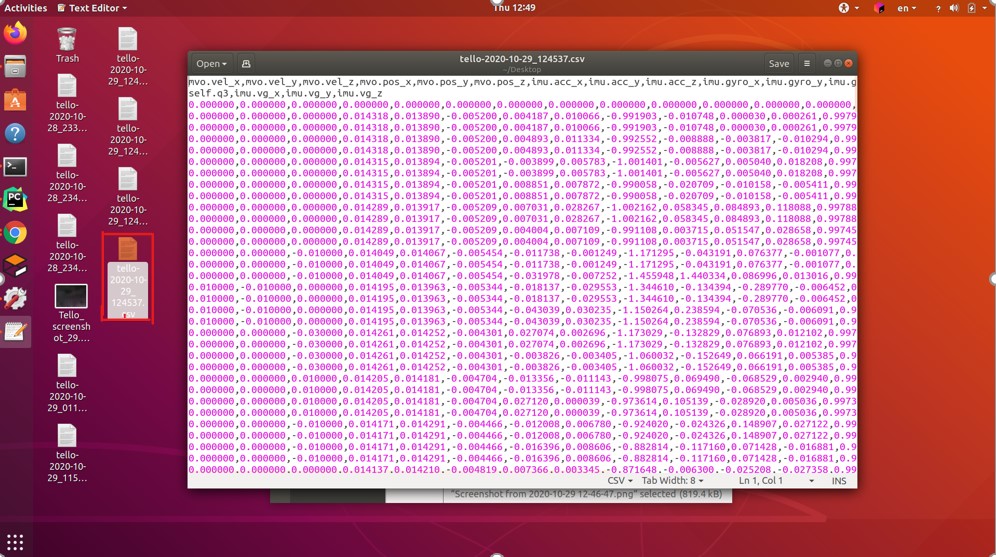 Activities
Text Editor
Thu 12:49
en
Trash
tello-2020-10-28_233…
tello-2020-10-28_234…
tello-2020-10-28_234…
Tello_screenshot_29.…
tello-2020-10-29_011…
tello-2020-10-29_115…
tello-2020-10-29_124…
tello-2020-10-29_124…
tello-2020-10-29_124…
tello-2020-10-29_124537.csv
PC
Open
tello-2020-10-29_124537.csv
~/Desktop
Save
mvo.vel_x,mvo.vel_y,mvo.vel_z,mvo.pos_x,mvo.pos_y,mvo.pos_z,imu.acc_x,imu.acc_y,imu.acc_z,imu.gyro_x,imu.gyro_y,imu.g
self.q3,imu.vg_x,imu.vg_y,imu.vg_z
0.000000,0.000000,0.000000,0.000000,0.000000,0.000000,0.000000,0.000000,0.000000,0.000000,0.000000,0.000000,
0.000000,0.000000,0.000000,0.014318,0.013890,-0.005200,0.004187,0.010066,-0.991903,-0.010748,0.000030,0.000261,0.9979
0.000000,0.000000,0.000000,0.014318,0.013890,-0.005200,0.004187,0.010066,-0.991903,-0.010748,0.000030,0.000261,0.9979
0.000000,0.000000,0.000000,0.014318,0.013890,-0.005200,0.004893,0.011334,-0.992552,-0.008888,-0.003817,-0.010294,0.99
0.000000,0.000000,0.000000,0.014318,0.013890,-0.005200,0.004893,0.011334,-0.992552,-0.008888,-0.003817,-0.010294,0.99
0.000000,0.000000,0.000000,0.014315,0.013894,-0.005201,-0.003899,0.005783,-1.001401,-0.005627,0.005040,0.018208,0.997
0.000000,0.000000,0.000000,0.014315,0.013894,-0.005201,-0.003899,0.005783,-1.001401,-0.005627,0.005040,0.018208,0.997
0.000000,0.000000,0.000000,0.014315,0.013894,-0.005201,0.008851,0.007872,-0.990058,-0.020709,-0.010158,-0.005411,0.99
0.000000,0.000000,0.000000,0.014315,0.013894,-0.005201,0.008851,0.007872,-0.990058,-0.020709,-0.010158,-0.005411,0.99
0.000000,0.000000,0.000000,0.014289,0.013917,-0.005209,0.007031,0.028267,-1.002162,0.058345,0.084893,0.118088,0.99788
0.000000,0.000000,0.000000,0.014289,0.013917,-0.005209,0.007031,0.028267,-1.002162,0.058345,0.084893,0.118088,0.99788
0.000000,0.000000,0.000000,0.014289,0.013917,-0.005209,0.004004,0.007109,-0.991108,0.003715,0.051547,0.028658,0.99745
0.000000,0.000000,0.000000,0.014289,0.013917,-0.005209,0.004004,0.007109,-0.991108,0.003715,0.051547,0.028658,0.99745
0.000000,0.000000,-0.010000,0.014049,0.014067,-0.005454,-0.011738,-0.001249,-1.171295,-0.043191,0.076377,-0.001077,0.
0.000000,0.000000,-0.010000,0.014049,0.014067,-0.005454,-0.011738,-0.001249,-1.171295,-0.043191,-0.076377,-0.001077,0.
0.000000,0.000000,-0.010000,0.014049,0.014067,-0.005454,-0.031978,-0.007252,-1.455948,1.440334,0.086996,0.013016,0.99
0.010000,-0.010000,0.000000,0.014195,0.013963,-0.005354,-0.018137,-0.029553,-1.344610,-0.134394,-0.289770,-0.006452,0
0.010000,-0.010000,0.000000,0.014195,0.013963,-0.005354,-0.018137,-0.029553,-1.344610,-0.134394,-0.289770,-0.006452,0
0.010000,-0.010000,0.000000,0.014195,0.013963,-0.005354,-0.043039,0.030235,-1.150264,0.238594,-0.070536,-0.006091,0.9
0.010000,-0.010000,0.000000,0.014195,0.013963,-0.005354,-0.043039,0.030235,-1.150264,0.238594,-0.070536,-0.006091,0.9
0.000000,0.000000,-0.030000,0.014261,0.014252,-0.004301,0.027074,0.002696,-1.173029,-0.132829,0.076893,0.012102,0.997
0.000000,0.000000,-0.030000,0.014261,0.014252,-0.004301,0.027074,0.002696,-1.173029,-0.132829,0.076893,0.012102,0.997
0.000000,0.000000,-0.030000,0.014261,0.014252,-0.004301,-0.003826,-0.003405,-1.060032,-0.152649,0.066191,0.005385,0.9
0.000000,0.000000,-0.030000,0.014261,0.014252,-0.004301,-0.003826,-0.003405,-1.060032,-0.152649,0.066191,0.005385,0.9
0.000000,0.000000,0.010000,0.014205,0.014181,-0.004704,-0.013356,-0.011143,-0.998075,0.069490,-0.068529,0.002940,0.99
0.000000,0.000000,0.010000,0.014205,0.014181,-0.004704,-0.013356,-0.011143,-0.998075,0.069490,-0.068529,0.002940,0.99
0.000000,0.000000,0.010000,0.014205,0.014181,-0.004704,0.027120,0.000039,-0.973614,0.105139,-0.028920,0.005036,0.9973
0.000000,0.000000,0.010000,0.014205,0.014181,-0.004704,0.027120,0.000039,-0.973614,0.105139,-0.028920,0.005036,0.9973
0.000000,0.000000,-0.010000,0.014171,0.014291,-0.004466,-0.012008,0.006780,-0.924020,-0.024326,0.148907,0.027122,0.99
0.000000,0.000000,-0.010000,0.014171,0.014291,-0.004466,-0.012008,0.006780,-0.924020,-0.024326,0.148907,0.027122,0.99
0.000000,0.000000,-0.010000,0.014171,0.014291,-0.004466,-0.016396,0.008606,-0.882814,-0.117160,0.071428,-0.016881,0.9
0.000000,0.000000,-0.010000,0.014171,0.014291,-0.004466,-0.016396,0.008606,-0.882814,-0.117160,0.071428,-0.016881,0.9
0.000000,0.000000,0.000000,0.014137,0.014210,-0.004819,0.007366,0.003345,-0.871648,-0.006300,-0.025208,-0.027358,0.99
CSV
Tab Width: 8
Ln 1, Col 1
INS
"Screenshot from 2020-10-29 12-46-47.png" selected (819.4 kB)